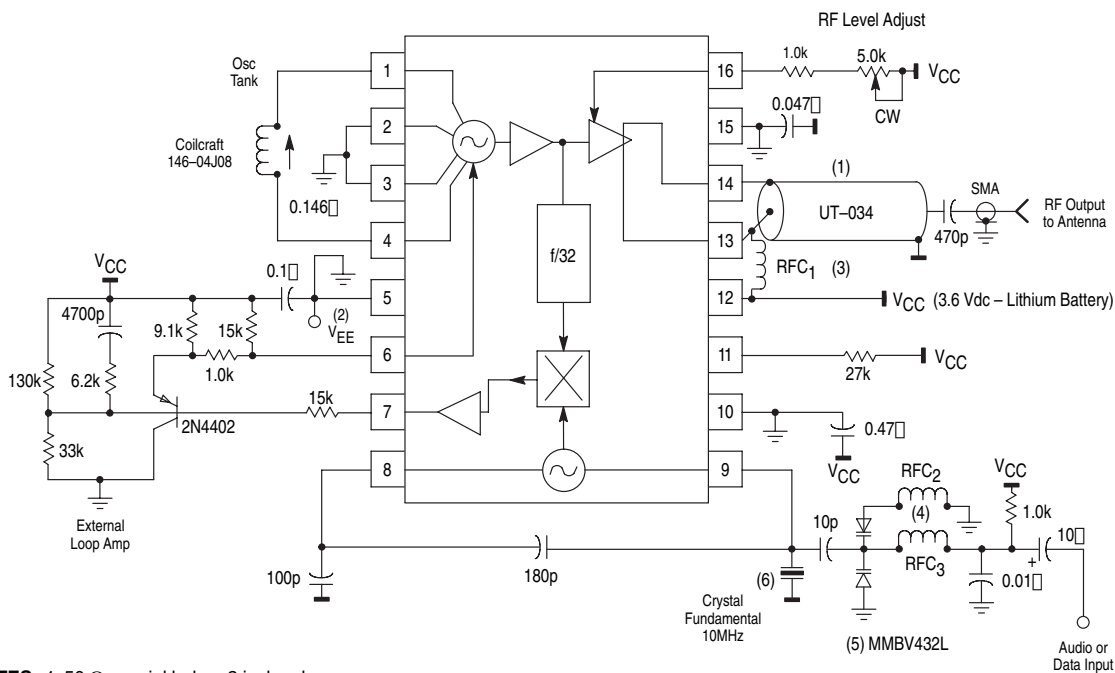 RF Level Adjust
Osc
Tank
Coilcraft
146–04J08
0.146▯
1
2
3
4
5
6
7
8
16
15
14
13
12
11
10
9
1.0k
5.0k
VCC
CW
0.047▯
(1)
UT–034
SMA
470p
RF Output
to Antenna
RFC1
(3)
VCC (3.6 Vdc – Lithium Battery)
27k
VCC
0.47▯
VCC
f/32
VCC
0.1▯
(2)
VEE
4700p
9.1k
15k
1.0k
130k
6.2k
2N4402
15k
33k
External
Loop Amp
100p
180p
(6)
Crystal
Fundamental
10MHz
10p
RFC2
(4)
RFC3
VCC
1.0k
10▯
+
0.01▯
(5) MMBV432L
Audio or
Data Input